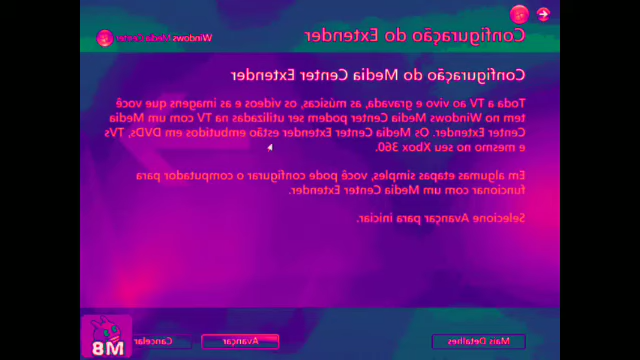 Configuração do Extender
Windows Media Center
Configuração do Media Center Extender
Toda a TV ao vivo e gravada, as músicas, os vídeos e as imagens que você
tem no Windows Media Center podem ser utilizadas na TV com um Media
Center Extender. Os Media Center Extender estão embutidos em DVDs, TVs
e mesmo no seu Xbox 360.
Em algumas etapas simples, você pode configurar o computador para
funcionar com um Media Center Extender.
Selecione Avançar para iniciar.
Mais Detalhes
Avançar
Cancelar
M8